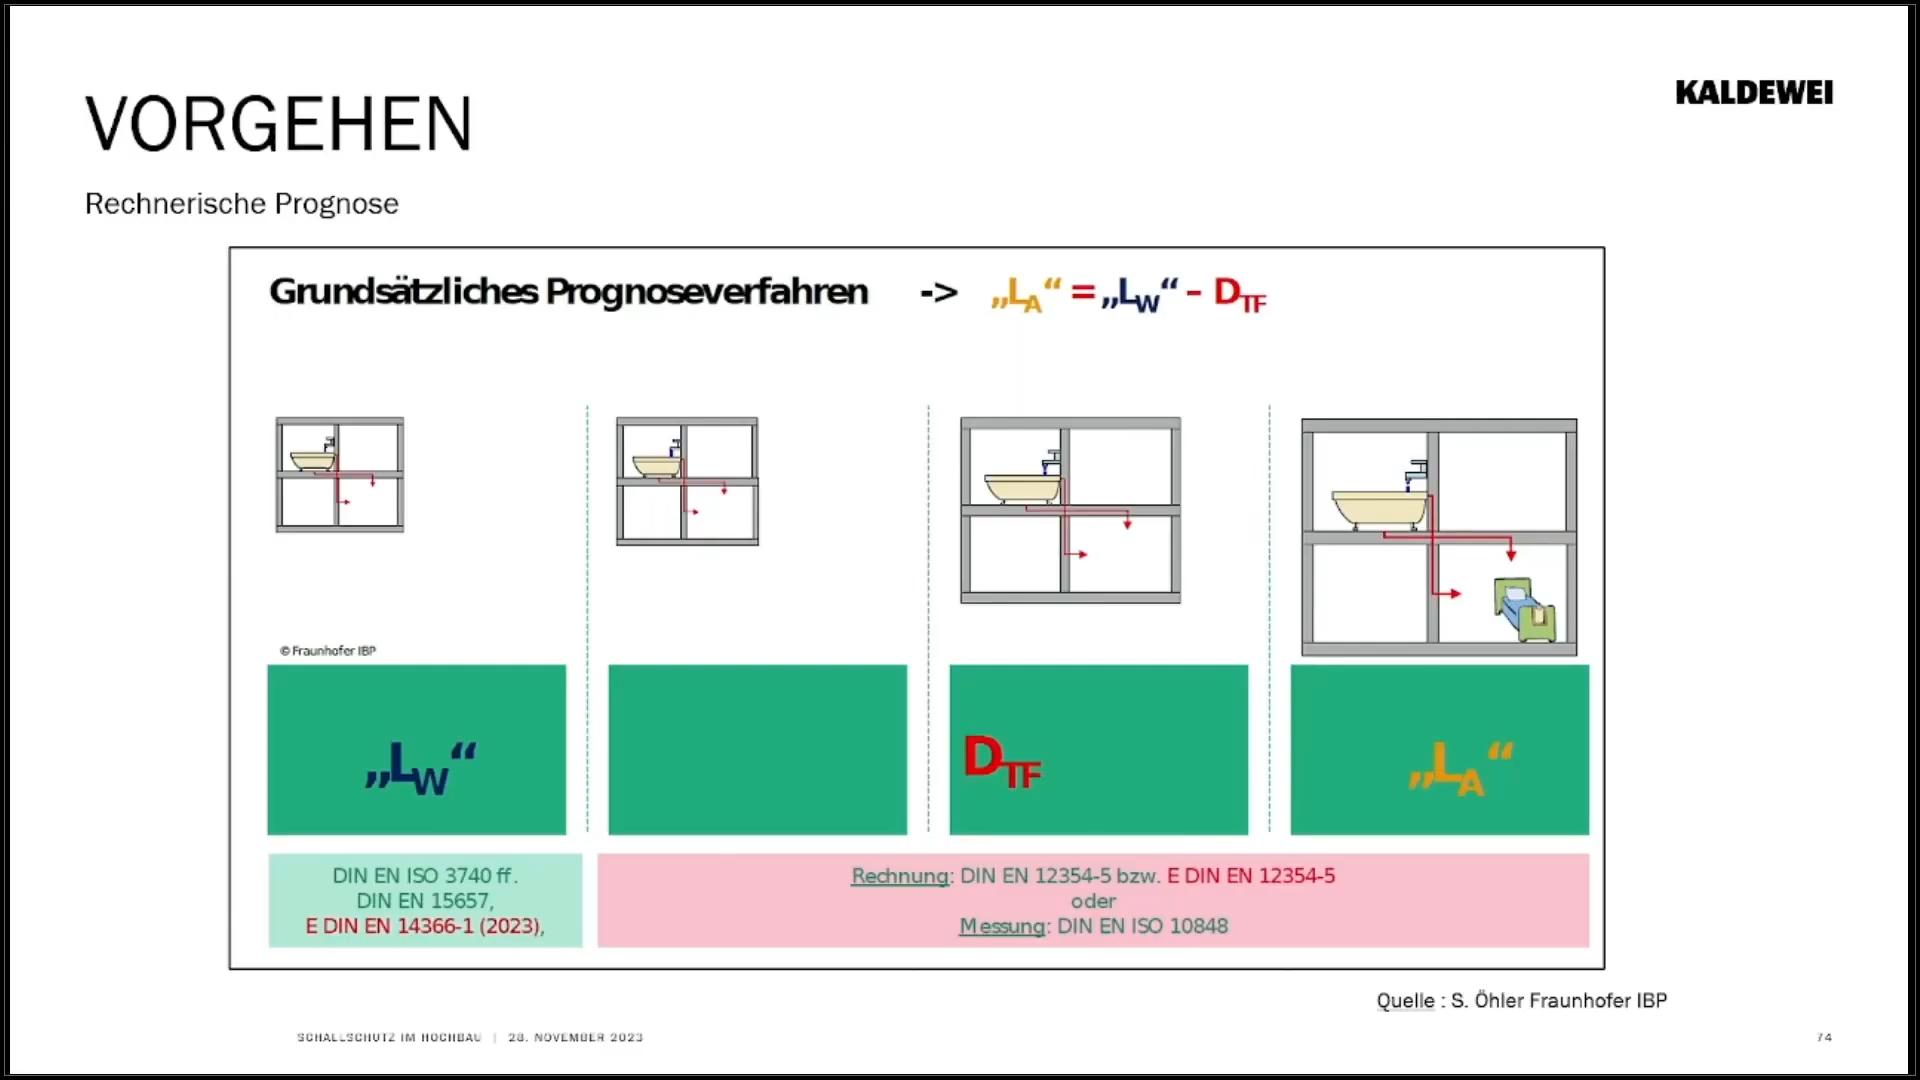 KALDEWEI
VORGEHEN
Rechnerische Prognose
Grundsätzliches Prognoseverfahren -> „LA“ = „LW“ - DTF
© Fraunhofer IBP
„LW“
DTF
„LA“
DIN EN ISO 3740 ff.
DIN EN 15657,
E DIN EN 14366-1 (2023),
Rechnung: DIN EN 12354-5 bzw. E DIN EN 12354-5
oder
Messung: DIN EN ISO 10848
Quelle : S. Öhler Fraunhofer IBP
SCHALLSCHUTZ IM HOCHBAU | 28. NOVEMBER 2023
74